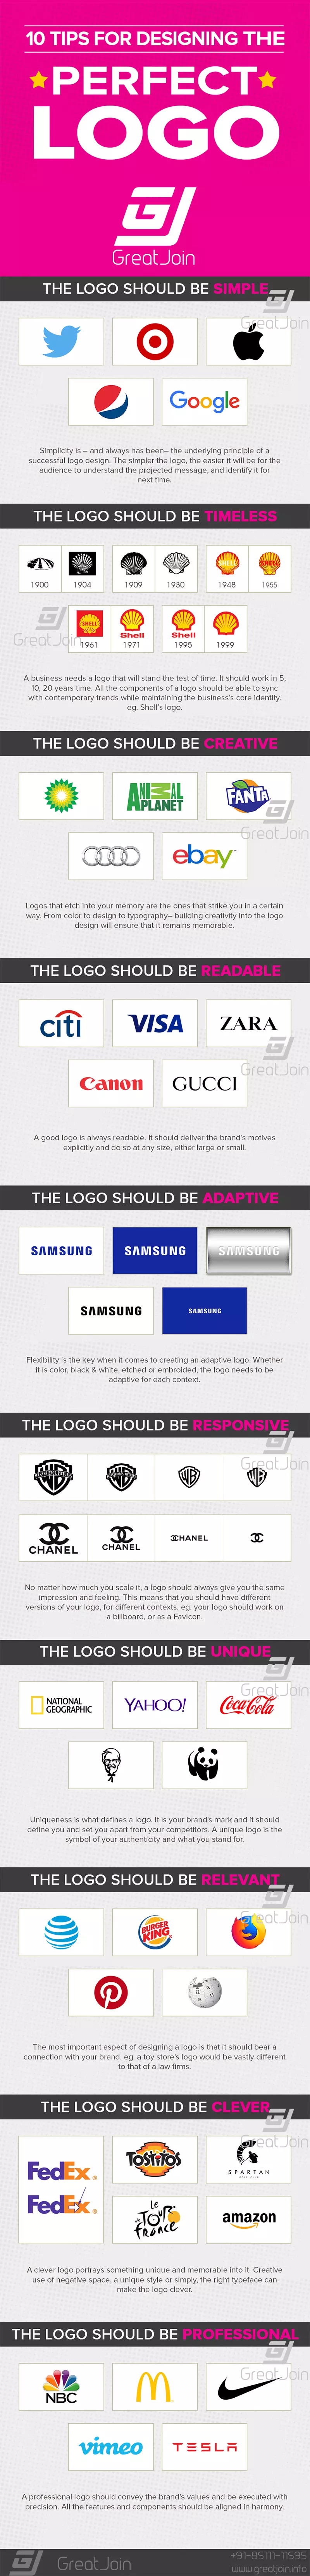 10 TIPS FOR DESIGNING THE
PERFECT
LOGO
GJ
GreatJoin
THE LOGO SHOULD BE SIMPLE
GreatJoin
Google
Simplicity is – and always has been– the underlying principle of a
successful logo design. The simpler the logo, the easier it will be for the
audience to understand the projected message, and identify it for
next time.
THE LOGO SHOULD BE TIMELESS
SHELL SHELL
1900 1904 1909 1930 1948 1955
SHELL Shell Shell
GreatJoin
1961 1971 1995 1999
A business needs a logo that will stand the test of time. It should work in 5,
10, 20 years time. All the components of a logo should be able to sync
with contemporary trends while maintaining the business's core identity.
eg. Shell's logo.
THE LOGO SHOULD BE CREATIVE
ANIMAL
PLANET
FANTA
GreatJoin
ebay
Logos that etch into your memory are the ones that strike you in a certain
way. From color to design to typography– building creativity into the logo
design will ensure that it remains memorable.
THE LOGO SHOULD BE READABLE
citi VISA ZARA
GreatJoin
Canon GUCCI
A good logo is always readable. It should deliver the brand's motives
explicitly and do so at any size, either large or small.
THE LOGO SHOULD BE ADAPTIVE
SAMSUNG SAMSUNG SAMSUNG
SAMSUNG SAMSUNG
Flexibility is the key when it comes to creating an adaptive logo. Whether
it is color, black & white, etched or embroided, the logo needs to be
adaptive for each context.
THE LOGO SHOULD BE RESPONSIVE
GreatJoin
WB WB WB WB
CHANEL CHANEL CHANEL
No matter how much you scale it, a logo should always give you the same
impression and feeling. This means that you should have different
versions of your logo, for different contexts. eg. your logo should work on
a billboard, or as a FavIcon.
THE LOGO SHOULD BE UNIQUE
GreatJoin
NATIONAL
GEOGRAPHIC
YAHOO! Coca-Cola
Uniqueness is what defines a logo. It is your brand's mark and it should
define you and set you apart from your competitors. A unique logo is the
symbol of your authenticity and what you stand for.
THE LOGO SHOULD BE RELEVANT
GreatJoin
BURGER
KING
The most important aspect of designing a logo is that it should bear a
connection with your brand. eg. a toy store's logo would be vastly different
to that of a law firms.
THE LOGO SHOULD BE CLEVER
GreatJoin
FedEx
TOSTITOS
SPARTAN
GOLF CLUB
FedEx
le
TOUR
de
france
amazon
A clever logo portrays something unique and memorable into it. Creative
use of negative space, a unique style or simply, the right typeface can
make the logo clever.
THE LOGO SHOULD BE PROFESSIONAL
GreatJoin
NBC
vimeo TESLA
A professional logo should convey the brand's values and be executed with
precision. All the features and components should be aligned in harmony.
GJ GreatJoin
+91-85111-11595
www.greatjoin.info